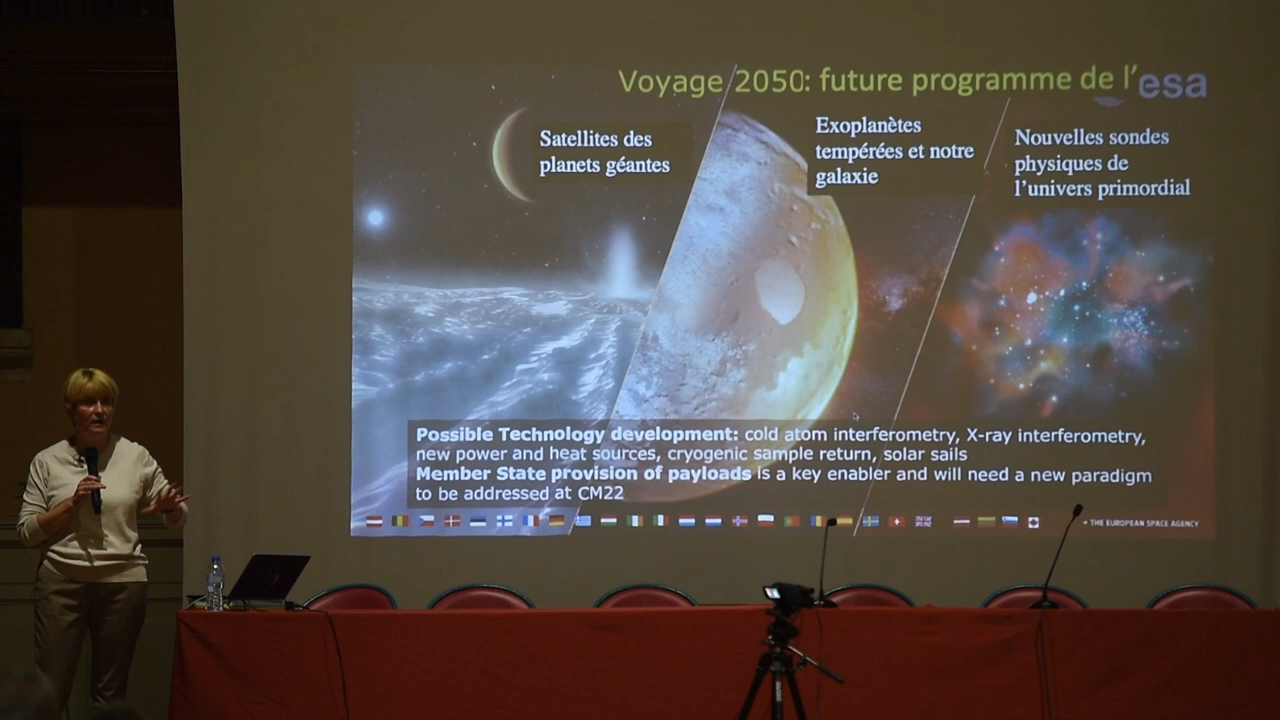 Voyage 2050: future programme de l'esa
Satellites des
planets géantes
Exoplanètes
tempérées et notre
galaxie
Nouvelles sondes
physiques de
l'univers primordial
Possible Technology development: cold atom interferometry, X-ray interferometry,
new power and heat sources, cryogenic sample return, solar sails
Member State provision of payloads is a key enabler and will need a new paradigm
to be addressed at CM22
→ THE EUROPEAN SPACE AGENCY